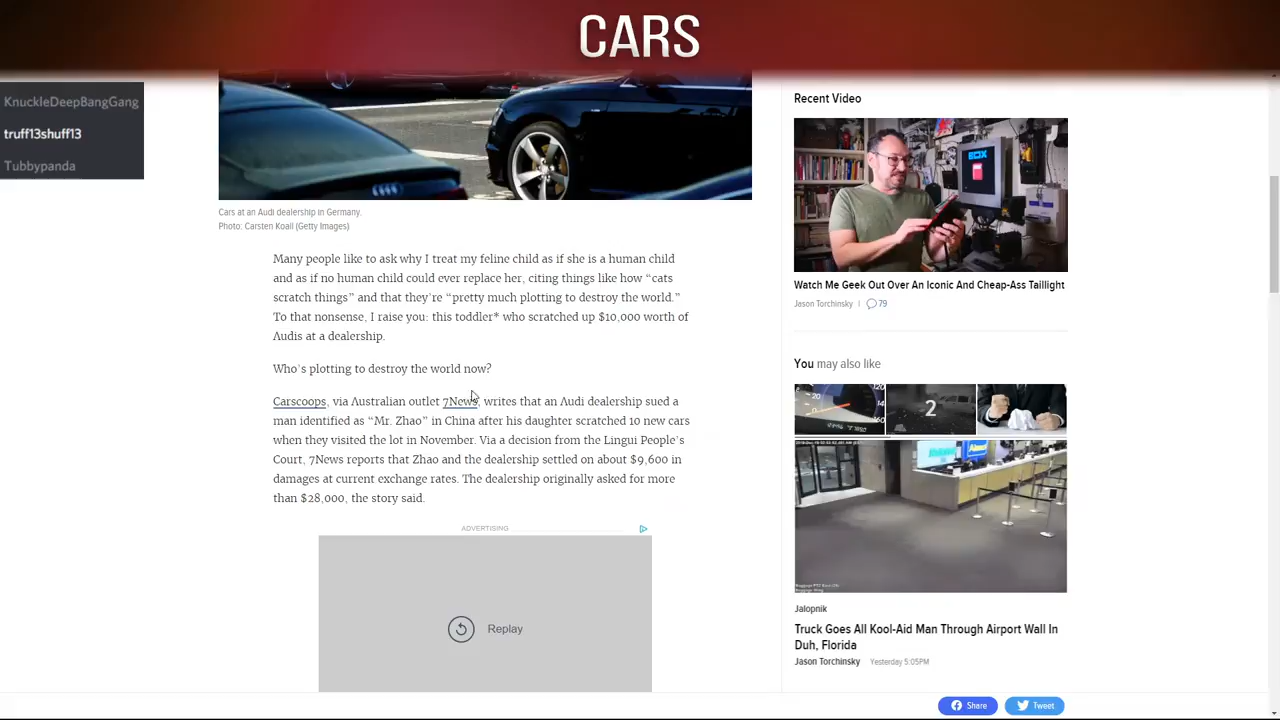 CARS
KnuckleDeepBangGang
truff13shuff13
Tubbypanda
Cars at an Audi dealership in Germany.
Photo: Carsten Koall (Getty Images)
Many people like to ask why I treat my feline child as if she is a human child
and as if no human child could ever replace her, citing things like how “cats
scratch things” and that they’re “pretty much plotting to destroy the world.”
To that nonsense, I raise you: this toddler* who scratched up $10,000 worth of
Audis at a dealership.
Who’s plotting to destroy the world now?
Carscoops, via Australian outlet 7News, writes that an Audi dealership sued a
man identified as “Mr. Zhao” in China after his daughter scratched 10 new cars
when they visited the lot in November. Via a decision from the Lingui People’s
Court, 7News reports that Zhao and the dealership settled on about $9,600 in
damages at current exchange rates. The dealership originally asked for more
than $28,000, the story said.
ADVERTISING
Replay
Recent Video
EDX
Watch Me Geek Out Over An Iconic And Cheap-Ass Taillight
Jason Torchinsky | 79
You may also like
120
160
2
Jalopnik
Truck Goes All Kool-Aid Man Through Airport Wall In
Duh, Florida
Jason Torchinsky Yesterday 5:05PM
Share
Tweet